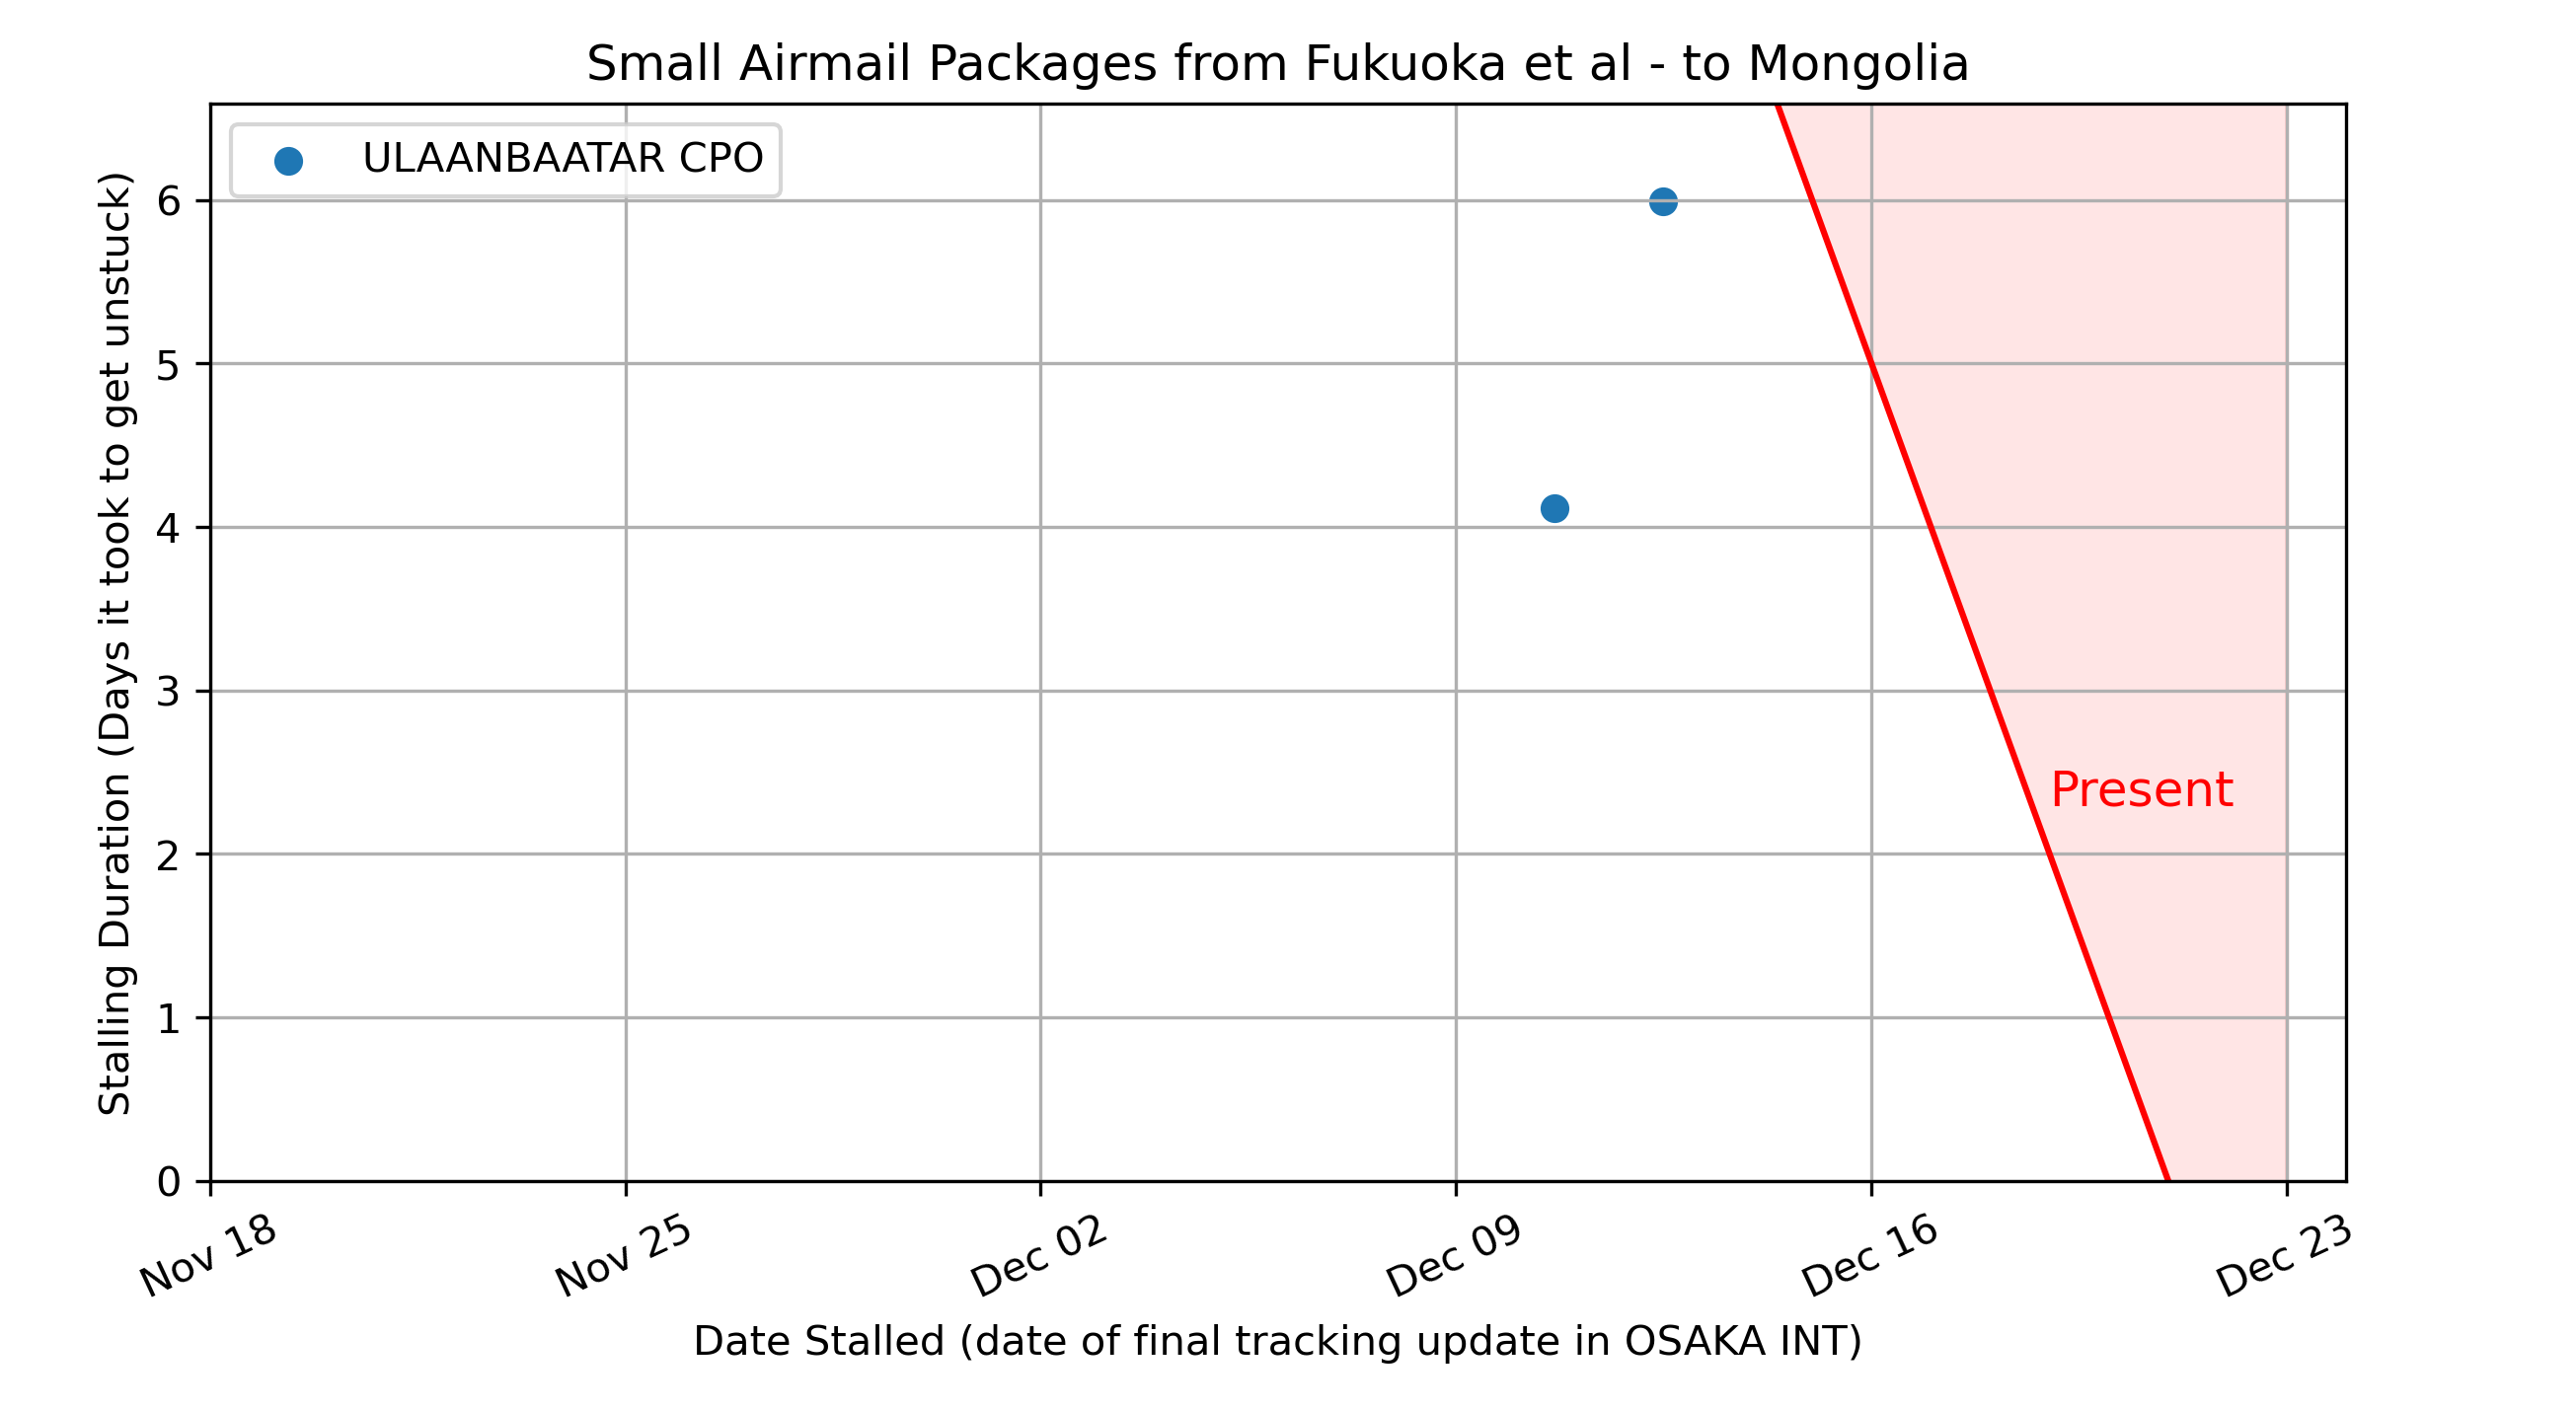 Small Airmail Packages from Fukuoka et al - to Mongolia
ULAANBAATAR CPO
Stalling Duration (Days it took to get unstuck)
6
5
4
3
2
1
0
Present
Nov 18
Nov 25
Dec 02
Dec 09
Dec 16
Dec 23
Date Stalled (date of final tracking update in OSAKA INT)